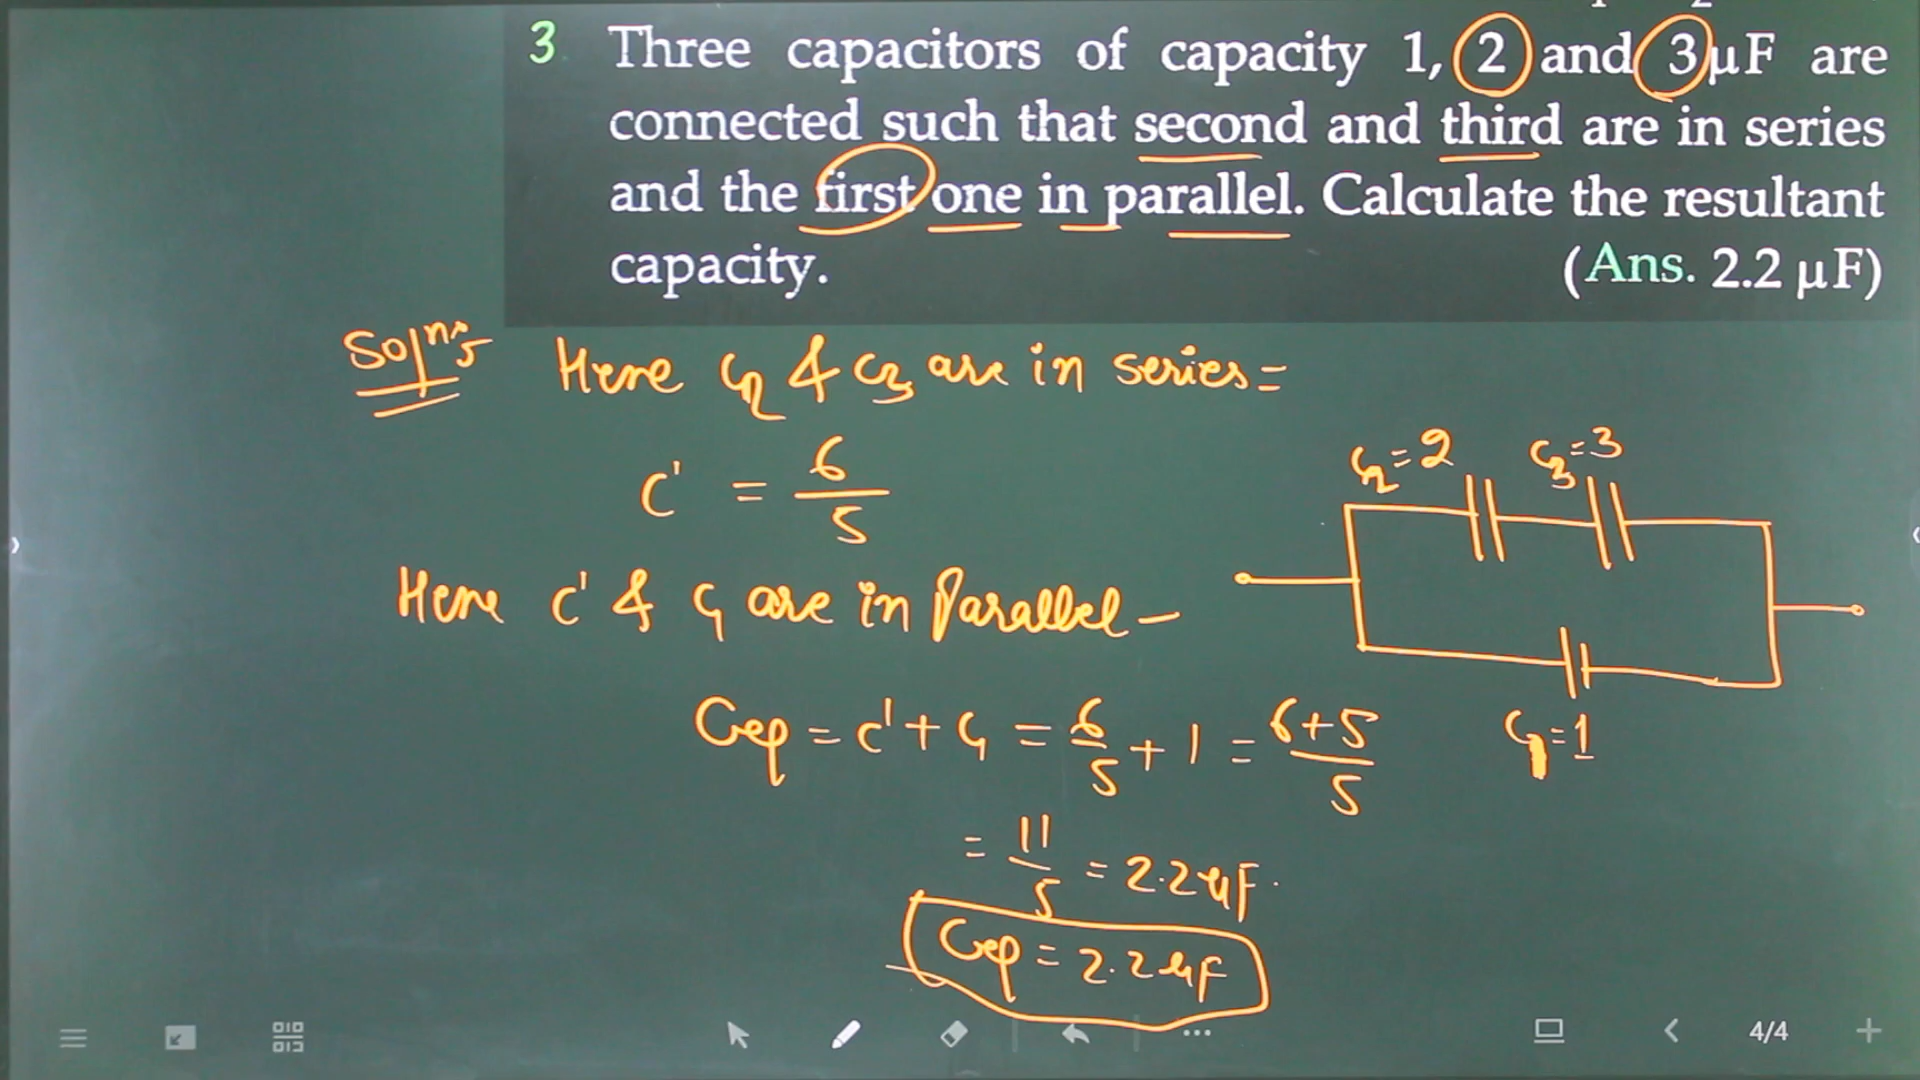 3 Three capacitors of capacity 1, 2 and 3 µF are
connected such that second and third are in series
and the first one in parallel. Calculate the resultant
capacity. (Ans. 2.2 µF)
Soln:
Here C2 & C3 are in series =
C' = 6/5
C2 = 2 C3 = 3
Here C' & C1 are in Parallel -
Ceq = C' + C1 = 6/5 + 1 = (6+5)/5
C1 = 1
= 11/5 = 2.2 µF.
Ceq = 2.2 µF
4/4